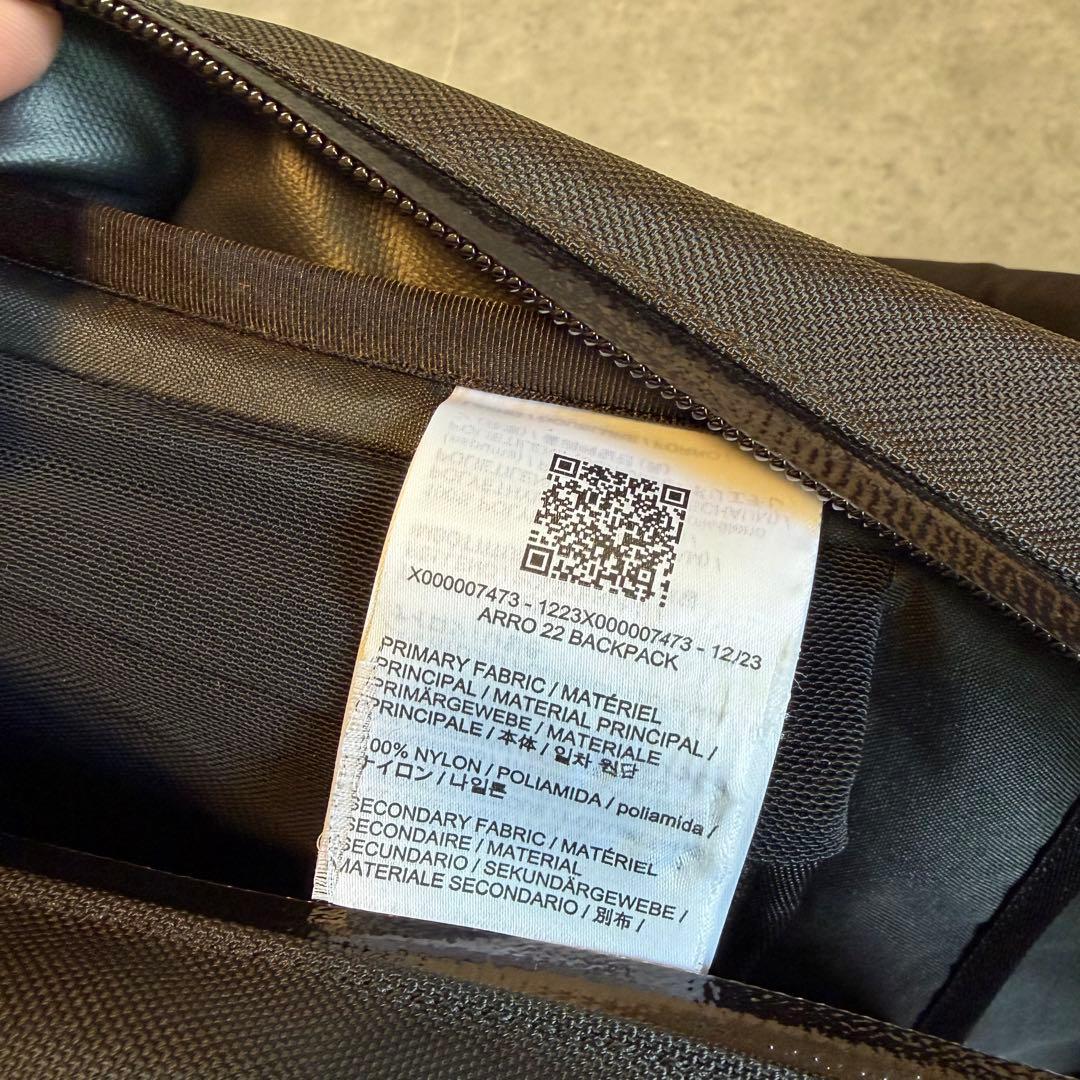 X000007473 - 1223X000007473 - 12/23
ARRO 22 BACKPACK
PRIMARY FABRIC / MATÉRIEL
PRINCIPAL / MATERIAL PRINCIPAL /
PRIMÄRGEWEBE / MATERIALE
PRINCIPALE / 本体 / 일차 원단
00% NYLON / POLIAMIDA / poliamida /
ナイロン / 나일론
SECONDARY FABRIC / MATÉRIEL
SECONDAIRE / MATERIAL
SECUNDARIO / SEKUNDÄRGEWEBE /
MATERIALE SECONDARIO / 別布 /